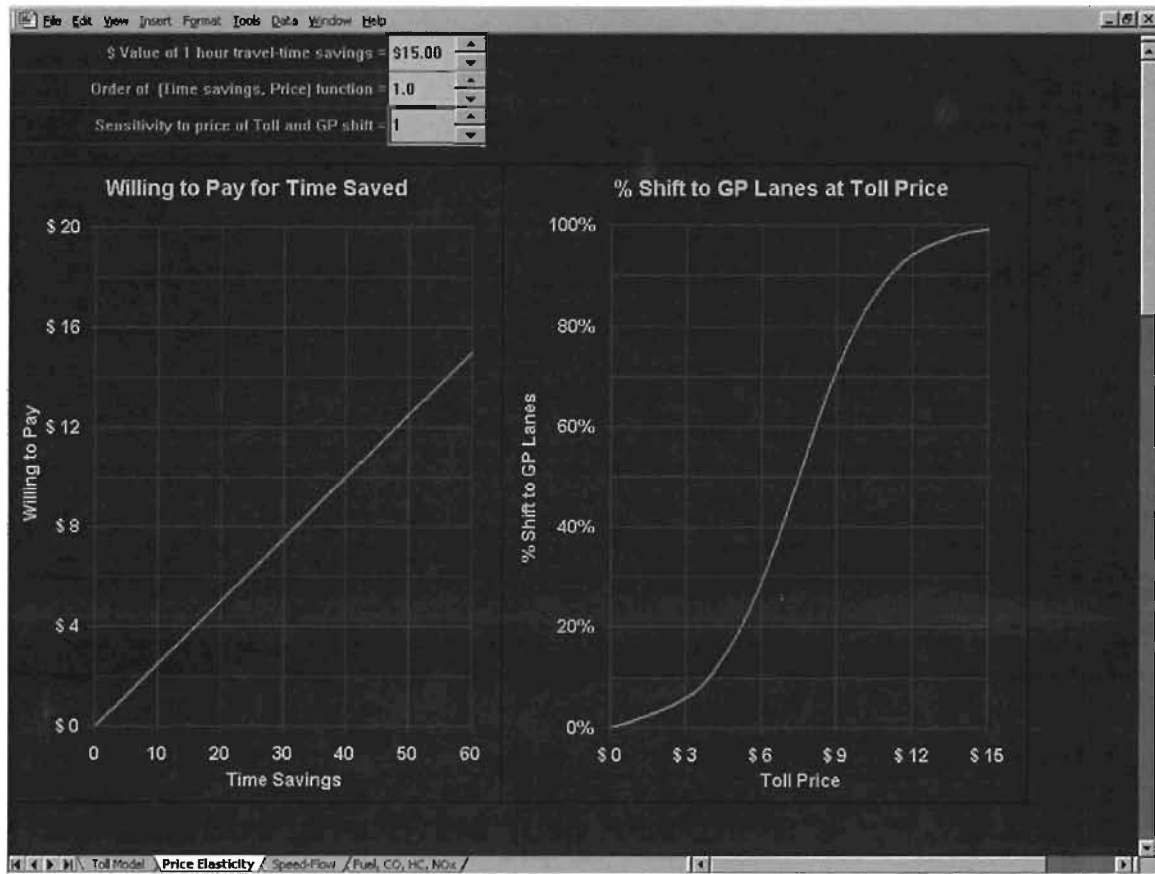 File Edit View Insert Format Tools Data Window Help
$ Value of 1 hour travel-time savings = $15.00
Order of (Time savings, Price) function = 1.0
Sensitivity to price of Toll and GP shift = 1
Willing to Pay for Time Saved
$ 20
$ 16
$ 12
$ 8
$ 4
$ 0
Willing to Pay
0 10 20 30 40 50 60
Time Savings
% Shift to GP Lanes at Toll Price
100%
80%
60%
40%
20%
0%
% Shift to GP Lanes
$ 0 $ 3 $ 6 $ 9 $ 12 $ 15
Toll Price
Toll Model Price Elasticity Speed-Flow Fuel, CO, HC, NOx